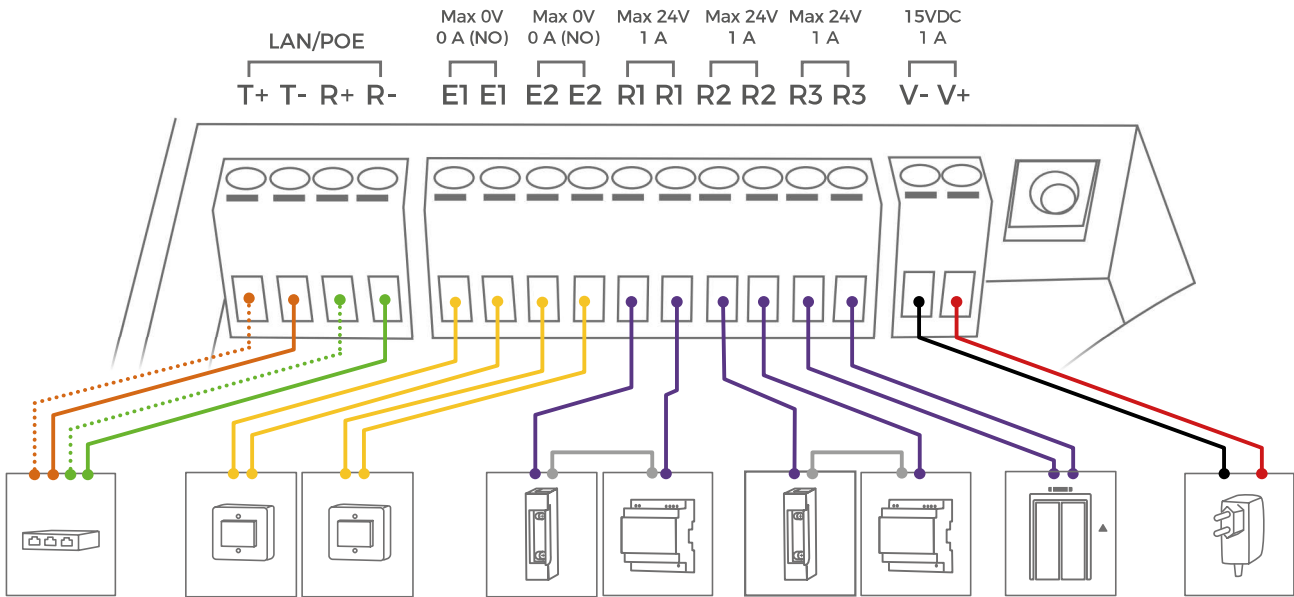 Max 0V Max 0V Max 24V Max 24V Max 24V 15VDC
LAN/POE 0 A (NO) 0 A (NO) 1 A 1 A 1 A 1 A
T+ T- R+ R- E1 E1 E2 E2 R1 R1 R2 R2 R3 R3 V- V+